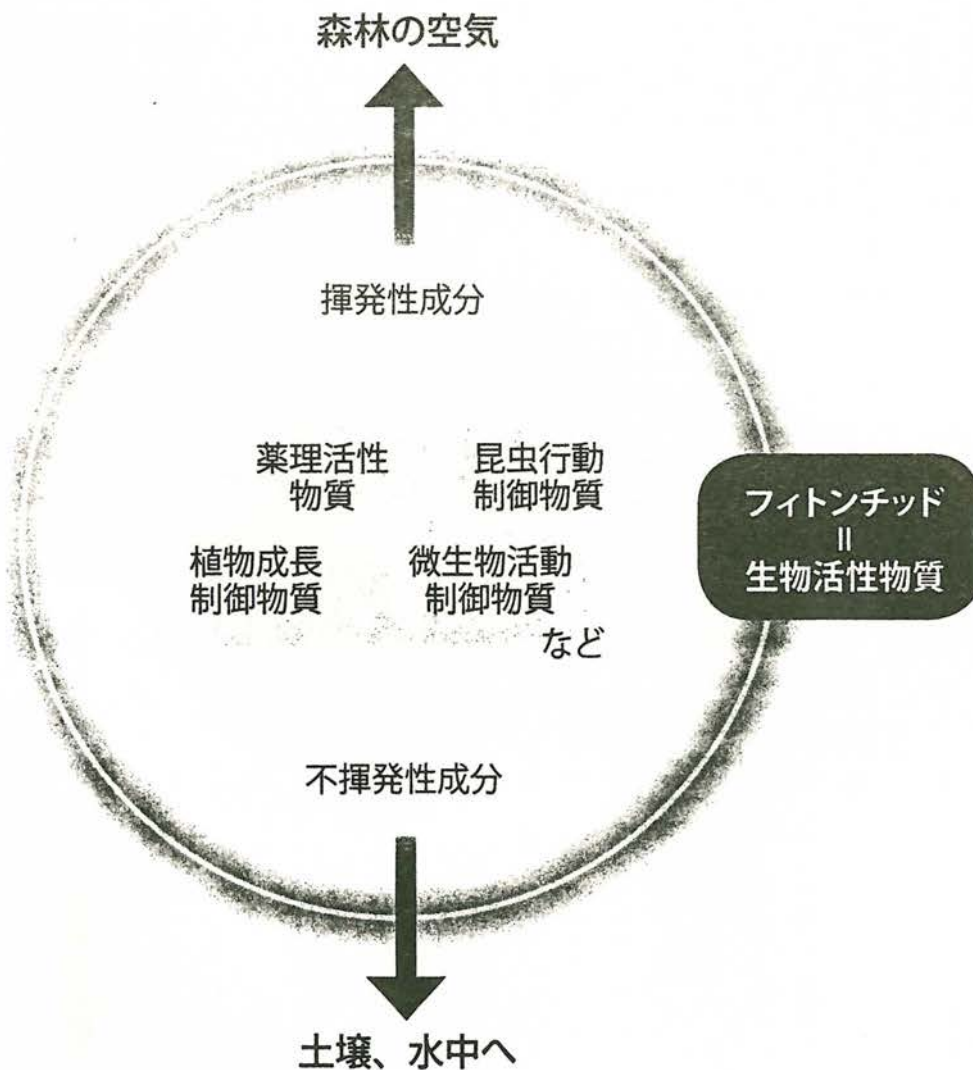 森林の空気
揮発性成分
薬理活性
物質
昆虫行動
制御物質
フィトンチッド
=
生物活性物質
植物成長
制御物質
微生物活動
制御物質
など
不揮発性成分
土壌、水中へ